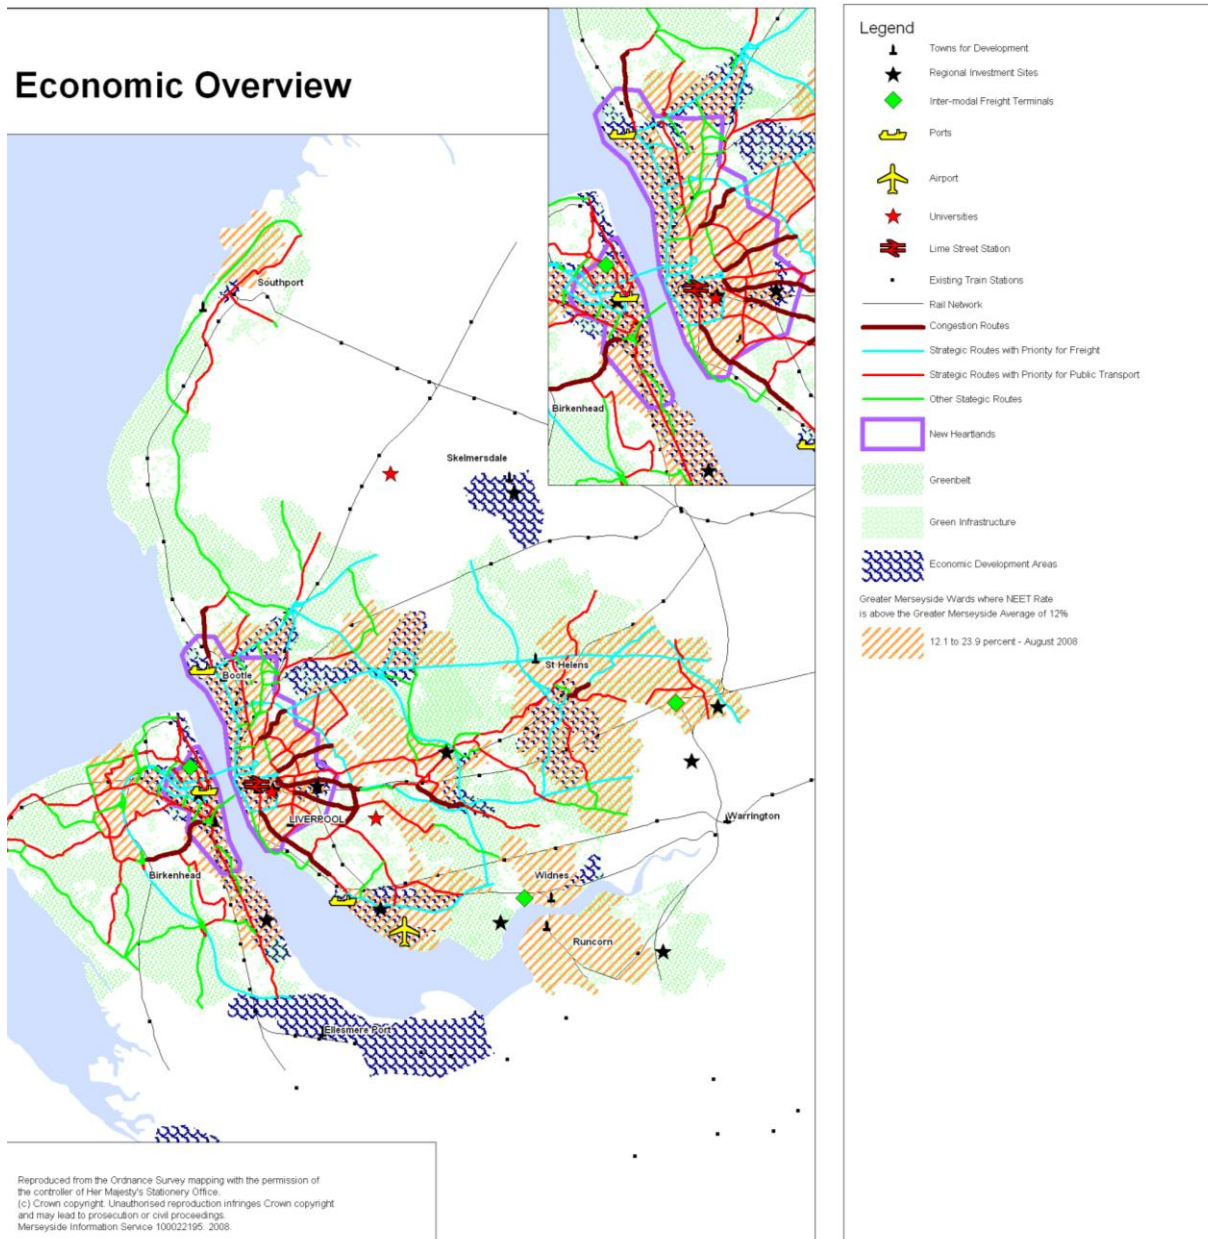 Economic Overview
Southport
Skelmersdale
Bootle
St Helens
LIVERPOOL
Warrington
Birkenhead
Widnes
Runcorn
Ellesmere Port
Birkenhead
Reproduced from the Ordnance Survey mapping with the permission of
the controller of Her Majesty's Stationery Office.
(c) Crown copyright. Unauthorised reproduction infringes Crown copyright
and may lead to prosecution or civil proceedings.
Merseyside Information Service 100022195. 2008.
Legend
Towns for Development
Regional Investment Sites
Inter-modal Freight Terminals
Ports
Airport
Universities
Lime Street Station
Existing Train Stations
Rail Network
Congestion Routes
Strategic Routes with Priority for Freight
Strategic Routes with Priority for Public Transport
Other Stategic Routes
New Heartlands
Greenbelt
Green Infrastructure
Economic Development Areas
Greater Merseyside Wards where NEET Rate
is above the Greater Merseyside Average of 12%
12.1 to 23.9 percent - August 2008